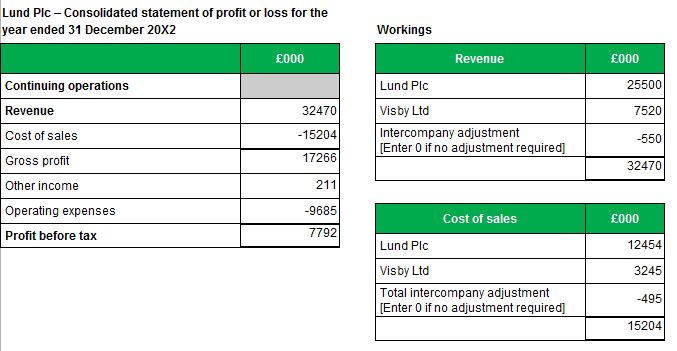 Lund Plc – Consolidated statement of profit or loss for the
year ended 31 December 20X2
£000
Continuing operations
Revenue 32470
Cost of sales -15204
Gross profit 17266
Other income 211
Operating expenses -9685
Profit before tax 7792
Workings
Revenue £000
Lund Plc 25500
Visby Ltd 7520
Intercompany adjustment
[Enter 0 if no adjustment required] -550
32470
Cost of sales £000
Lund Plc 12454
Visby Ltd 3245
Total intercompany adjustment
[Enter 0 if no adjustment required] -495
15204